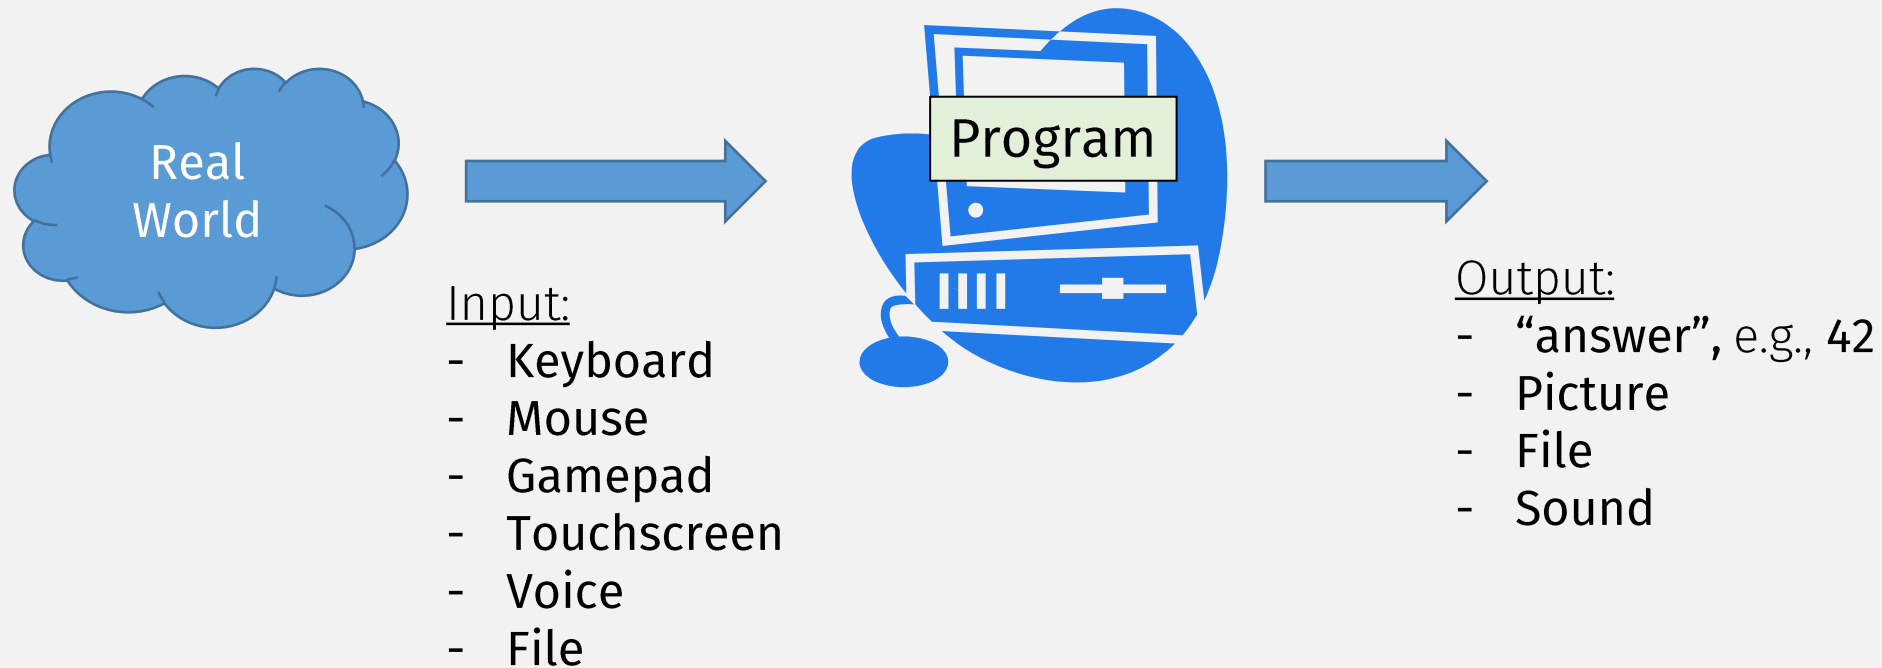 Real
World
Program
Input:
- Keyboard
- Mouse
- Gamepad
- Touchscreen
- Voice
- File
Output:
- “answer”, e.g., 42
- Picture
- File
- Sound